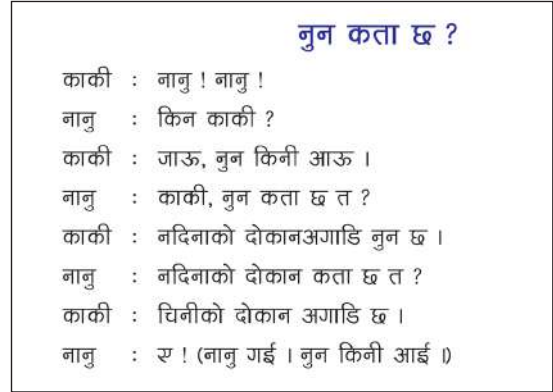 नुन कता छ ?
काकी : नानु ! नानु !
नानु : किन काकी ?
काकी : जाऊ, नुन किनी आऊ ।
नानु : काकी, नुन कता छ त ?
काकी : नदिनाको दोकानअगाडि नुन छ ।
नानु : नदिनाको दोकान कता छ त ?
काकी : चिनीको दोकान अगाडि छ ।
नानु : ए ! (नानु गई । नुन किनी आई ।)